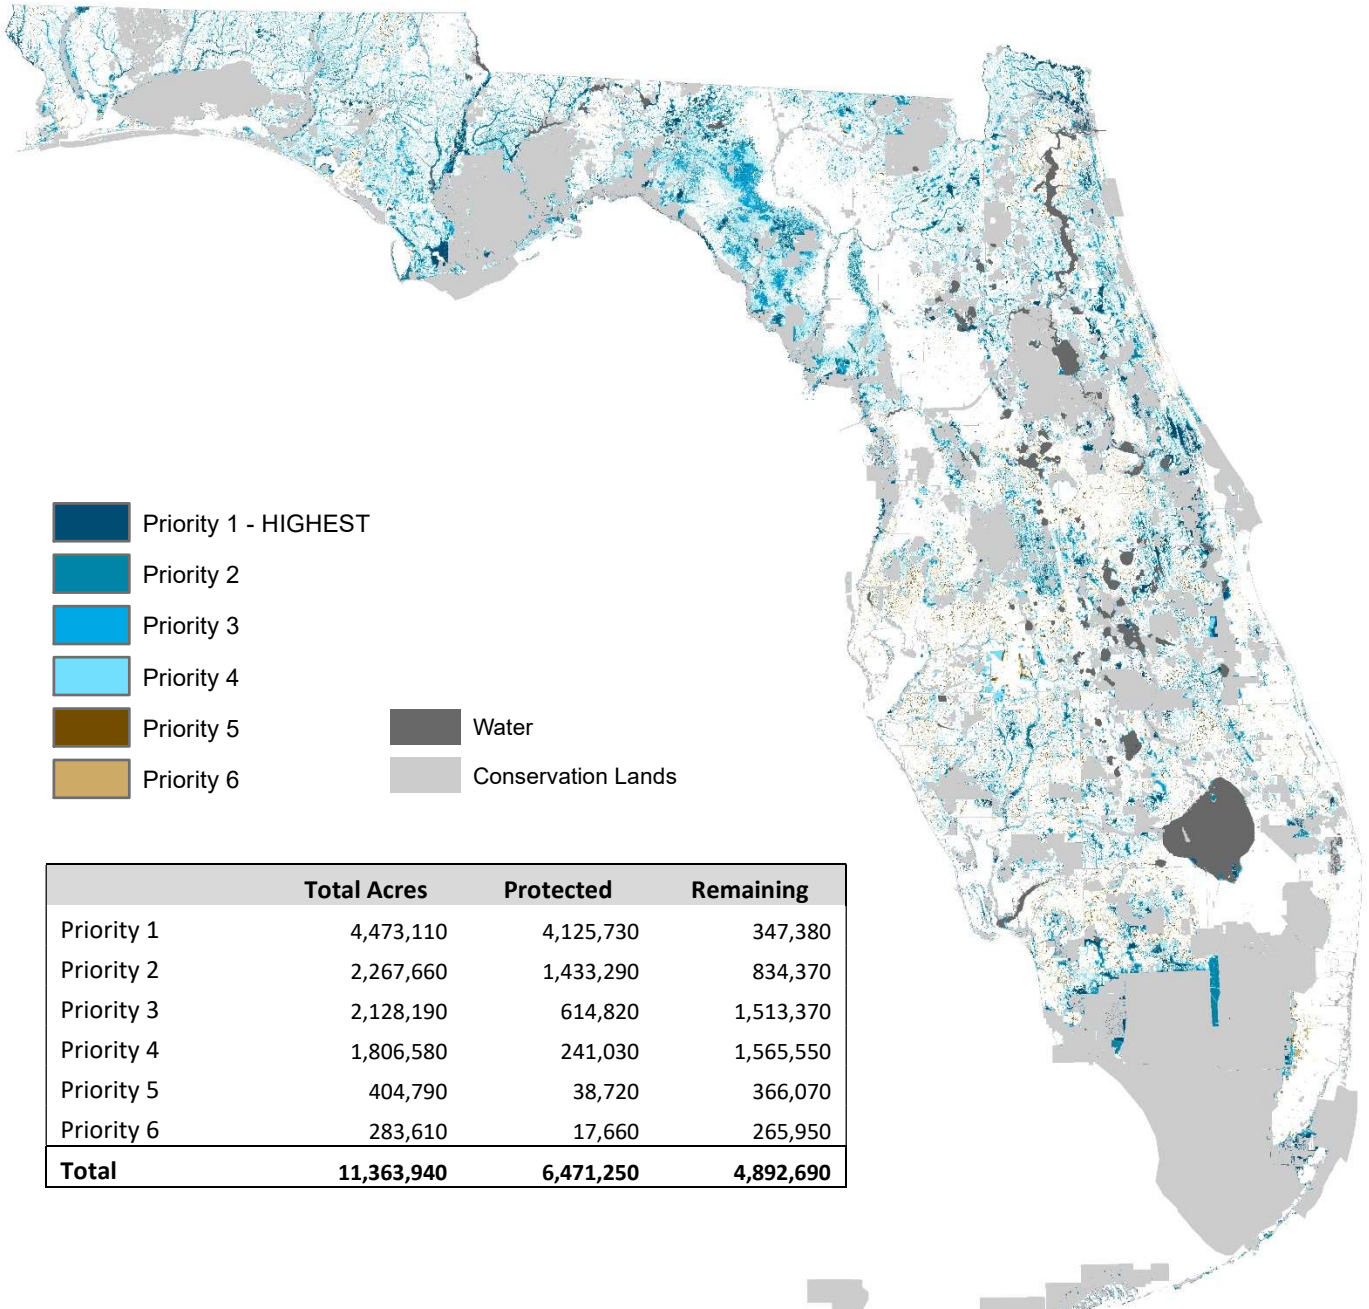 Priority 1 - HIGHEST
Priority 2
Priority 3
Priority 4
Priority 5
Priority 6
Water
Conservation Lands
Total Acres Protected Remaining
Priority 1 4,473,110 4,125,730 347,380
Priority 2 2,267,660 1,433,290 834,370
Priority 3 2,128,190 614,820 1,513,370
Priority 4 1,806,580 241,030 1,565,550
Priority 5 404,790 38,720 366,070
Priority 6 283,610 17,660 265,950
Total 11,363,940 6,471,250 4,892,690